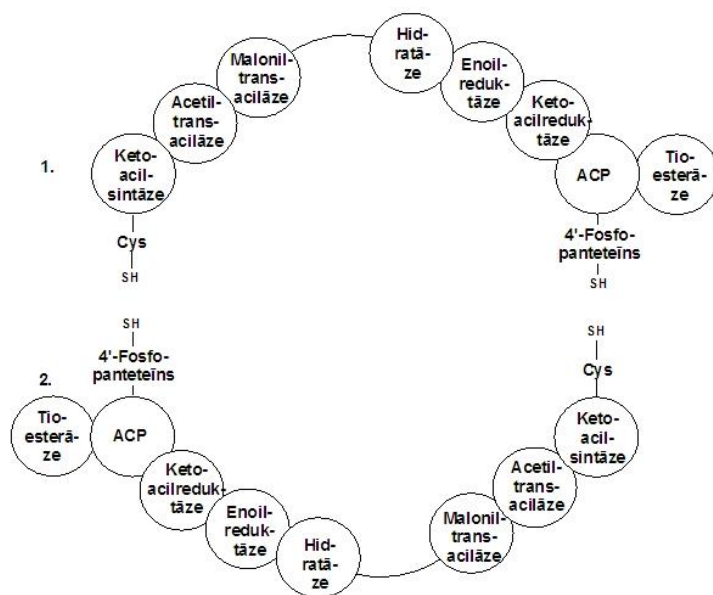 Hid-
ratā-
ze
Malonil-
trans-
acilāze
Enoil-
reduk-
tāze
Acetil-
trans-
acilāze
Keto-
acilreduk-
tāze
1.
Keto-
acil-
sintāze
ACP
Tio-
esterā-
ze
Cys
SH
4'-Fosfo-
panteteīns
SH
SH
4'-Fosfo-
panteteīns
SH
Cys
2.
Tio-
esterā-
ze
ACP
Keto-
acil-
sintāze
Keto-
acilreduk-
tāze
Acetil-
trans-
acilāze
Enoil-
reduk-
tāze
Malonil-
trans-
acilāze
Hid-
ratā-
ze